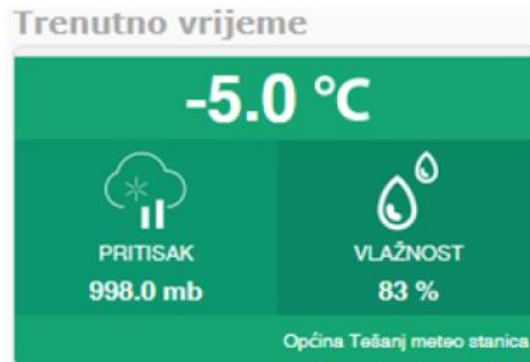 Trenutno vrijeme
-5.0 °C
PRITISAK
998.0 mb
VLAŽNOST
83 %
Općina Tešanj meteo stanica